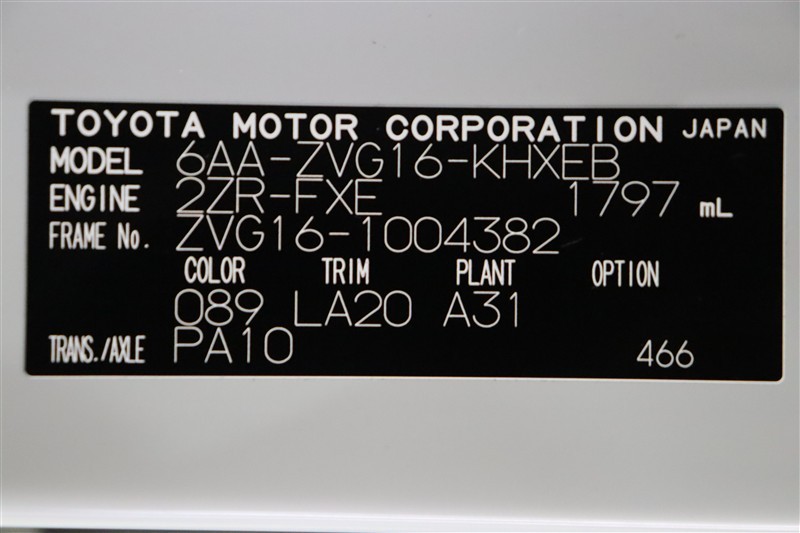 TOYOTA MOTOR CORPORATION JAPAN
MODEL 6AA-ZVG16-KHXEB
ENGINE 2ZR-FXE 1797 mL
FRAME No. ZVG16-1004382
COLOR TRIM PLANT OPTION
089 LA20 A31
TRANS./AXLE PA10 466